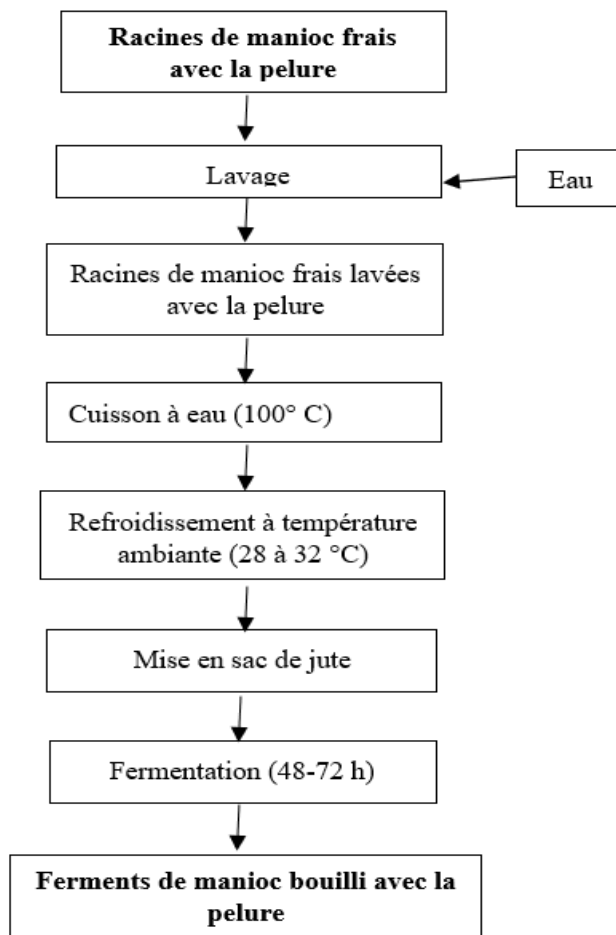 Racines de manioc frais
avec la pelure
Lavage
Eau
Racines de manioc frais lavées
avec la pelure
Cuisson à eau (100° C)
Refroidissement à température
ambiante (28 à 32 °C)
Mise en sac de jute
Fermentation (48-72 h)
Ferments de manioc bouilli avec la
pelure